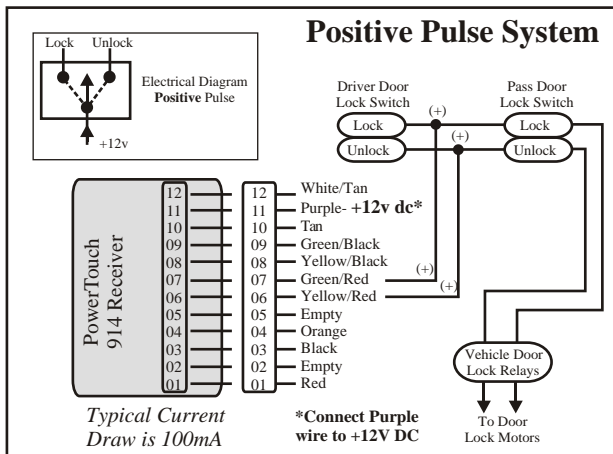 Positive Pulse System
Lock Unlock
Electrical Diagram
Positive Pulse
+12v
Driver Door
Lock Switch
Pass Door
Lock Switch
Lock (+) Lock
Unlock (+) Unlock
PowerTouch
914 Receiver
12 12 White/Tan
11 11 Purple- +12v dc*
10 10 Tan
09 09 Green/Black
08 08 Yellow/Black
07 07 Green/Red (+)
06 06 Yellow/Red (+)
05 05 Empty
04 04 Orange
03 03 Black
02 02 Empty
01 01 Red
Vehicle Door
Lock Relays
To Door
Lock Motors
Typical Current
Draw is 100mA
*Connect Purple
wire to +12V DC